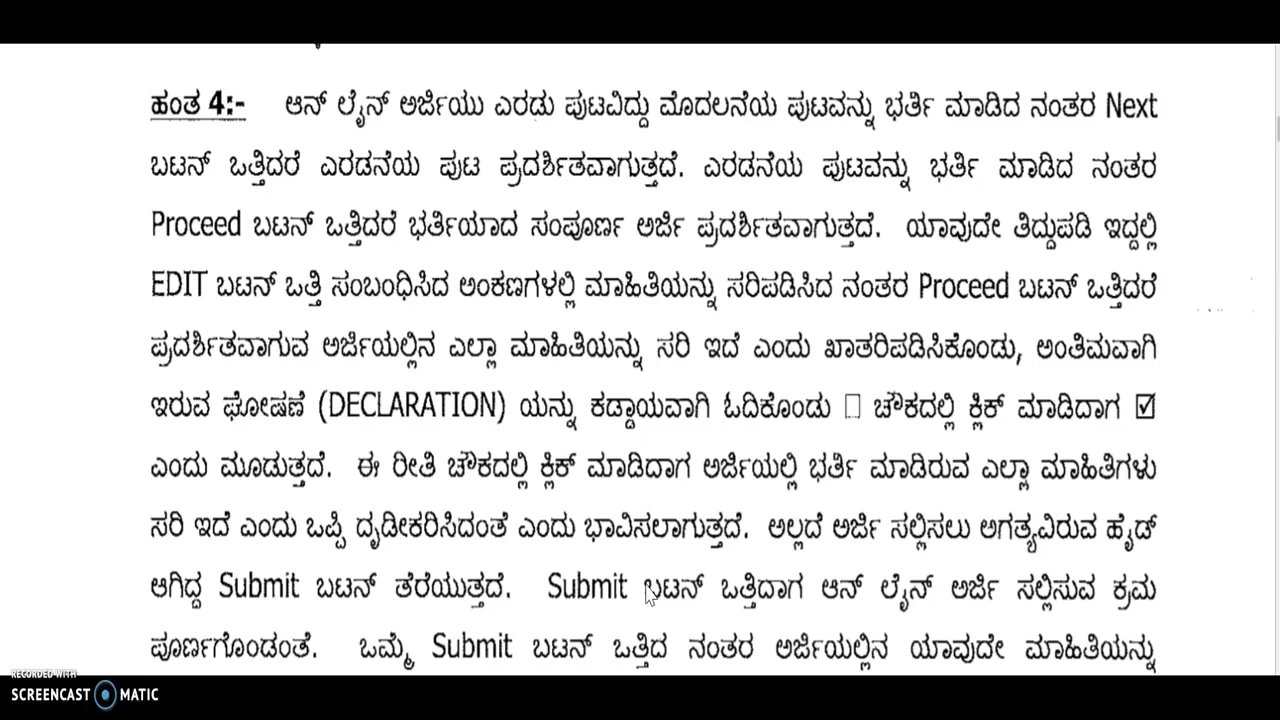 ಹಂತ 4:- ಆನ್ ಲೈನ್ ಅರ್ಜಿಯು ಎರಡು ಪುಟವಿದ್ದು ಮೊದಲನೆಯ ಪುಟವನ್ನು ಭರ್ತಿ ಮಾಡಿದ ನಂತರ Next
ಬಟನ್ ಒತ್ತಿದರೆ ಎರಡನೆಯ ಪುಟ ಪ್ರದರ್ಶಿತವಾಗುತ್ತದೆ. ಎರಡನೆಯ ಪುಟವನ್ನು ಭರ್ತಿ ಮಾಡಿದ ನಂತರ
Proceed ಬಟನ್ ಒತ್ತಿದರೆ ಭರ್ತಿಯಾದ ಸಂಪೂರ್ಣ ಅರ್ಜಿ ಪ್ರದರ್ಶಿತವಾಗುತ್ತದೆ. ಯಾವುದೇ ತಿದ್ದುಪಡಿ ಇದ್ದಲ್ಲಿ
EDIT ಬಟನ್ ಒತ್ತಿ ಸಂಬಂಧಿಸಿದ ಅಂಕಣಗಳಲ್ಲಿ ಮಾಹಿತಿಯನ್ನು ಸರಿಪಡಿಸಿದ ನಂತರ Proceed ಬಟನ್ ಒತ್ತಿದರೆ
ಪ್ರದರ್ಶಿತವಾಗುವ ಅರ್ಜಿಯಲ್ಲಿನ ಎಲ್ಲಾ ಮಾಹಿತಿಯನ್ನು ಸರಿ ಇದೆ ಎಂದು ಖಾತರಿಪಡಿಸಿಕೊಂಡು, ಅಂತಿಮವಾಗಿ
ಇರುವ ಘೋಷಣೆ (DECLARATION) ಯನ್ನು ಕಡ್ಡಾಯವಾಗಿ ಓದಿಕೊಂಡು □ ಚೌಕದಲ್ಲಿ ಕ್ಲಿಕ್ ಮಾಡಿದಾಗ ☑
ಎಂದು ಮೂಡುತ್ತದೆ. ಈ ರೀತಿ ಚೌಕದಲ್ಲಿ ಕ್ಲಿಕ್ ಮಾಡಿದಾಗ ಅರ್ಜಿಯಲ್ಲಿ ಭರ್ತಿ ಮಾಡಿರುವ ಎಲ್ಲಾ ಮಾಹಿತಿಗಳು
ಸರಿ ಇದೆ ಎಂದು ಒಪ್ಪಿ ದೃಡೀಕರಿಸಿದಂತೆ ಎಂದು ಭಾವಿಸಲಾಗುತ್ತದೆ. ಅಲ್ಲದೆ ಅರ್ಜಿ ಸಲ್ಲಿಸಲು ಅಗತ್ಯವಿರುವ ಹೈಡ್
ಆಗಿದ್ದ Submit ಬಟನ್ ತೆರೆಯುತ್ತದೆ. Submit ಬಟನ್ ಒತ್ತಿದಾಗ ಆನ್ ಲೈನ್ ಅರ್ಜಿ ಸಲ್ಲಿಸುವ ಕ್ರಮ
ಪೂರ್ಣಗೊಂಡಂತೆ. ಒಮ್ಮೆ Submit ಬಟನ್ ಒತ್ತಿದ ನಂತರ ಅರ್ಜಿಯಲ್ಲಿನ ಯಾವುದೇ ಮಾಹಿತಿಯನ್ನು
RECORDED WITH
SCREENCAST MATIC